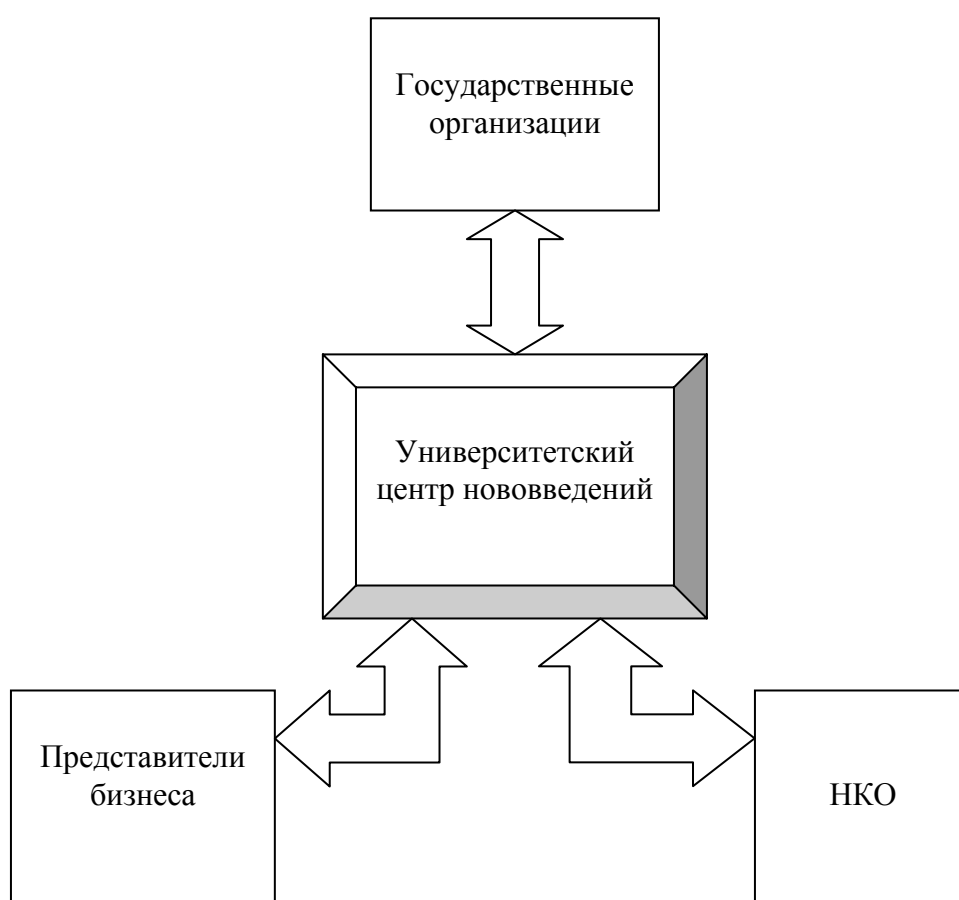 Государственные
организации
Университетский
центр нововведений
Представители
бизнеса
НКО